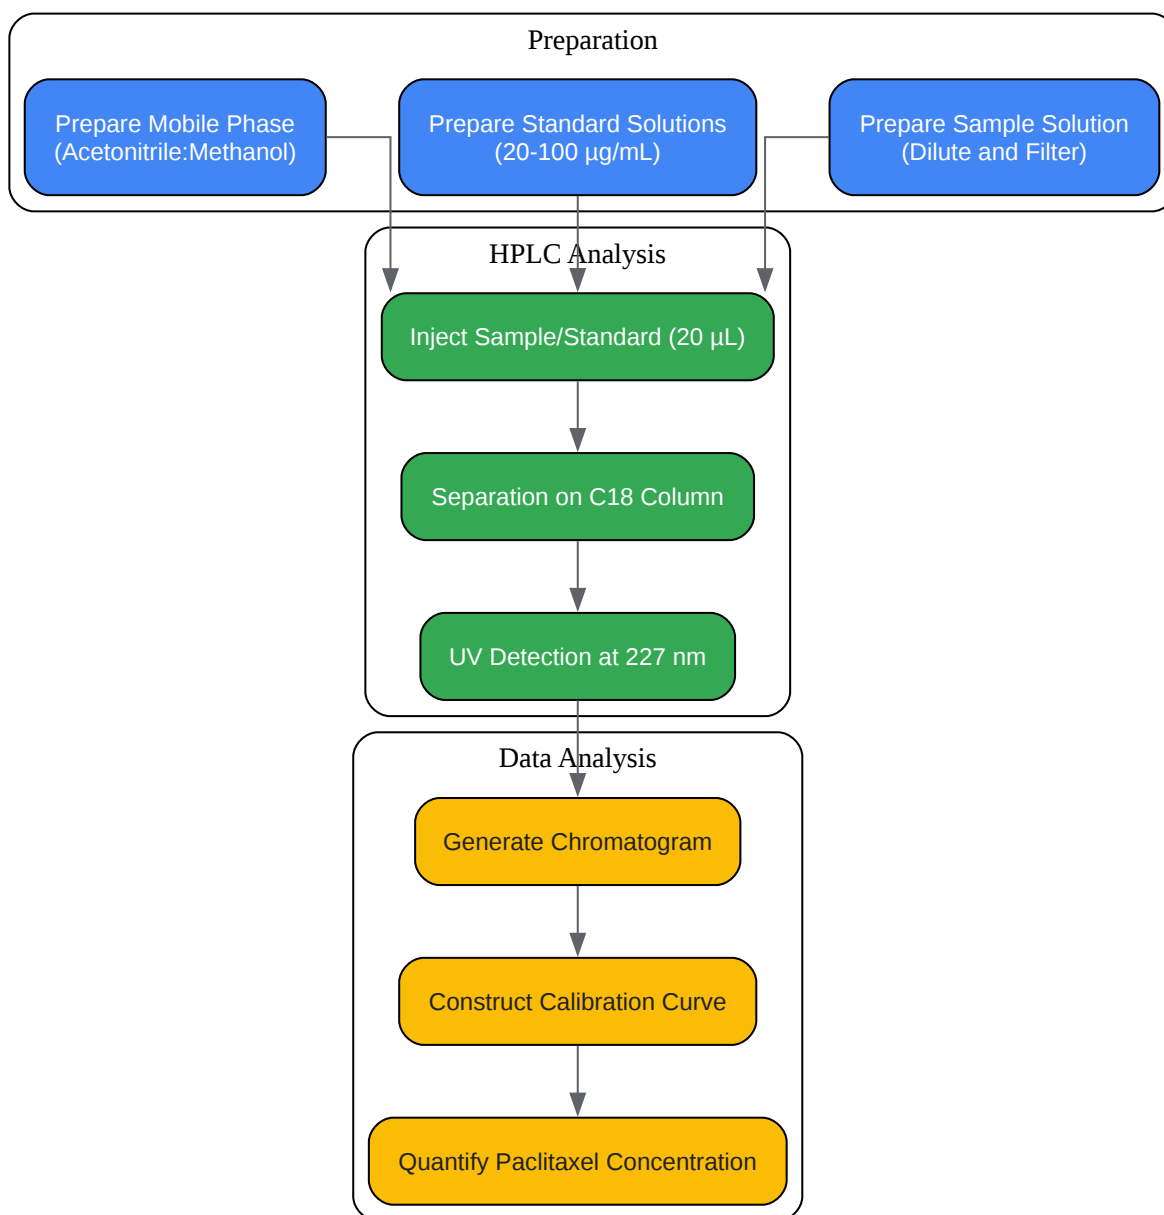 Preparation
Prepare Mobile Phase
(Acetonitrile:Methanol)
Prepare Standard Solutions
(20-100 µg/mL)
Prepare Sample Solution
(Dilute and Filter)
HPLC Analysis
Inject Sample/Standard (20 µL)
Separation on C18 Column
UV Detection at 227 nm
Data Analysis
Generate Chromatogram
Construct Calibration Curve
Quantify Paclitaxel Concentration